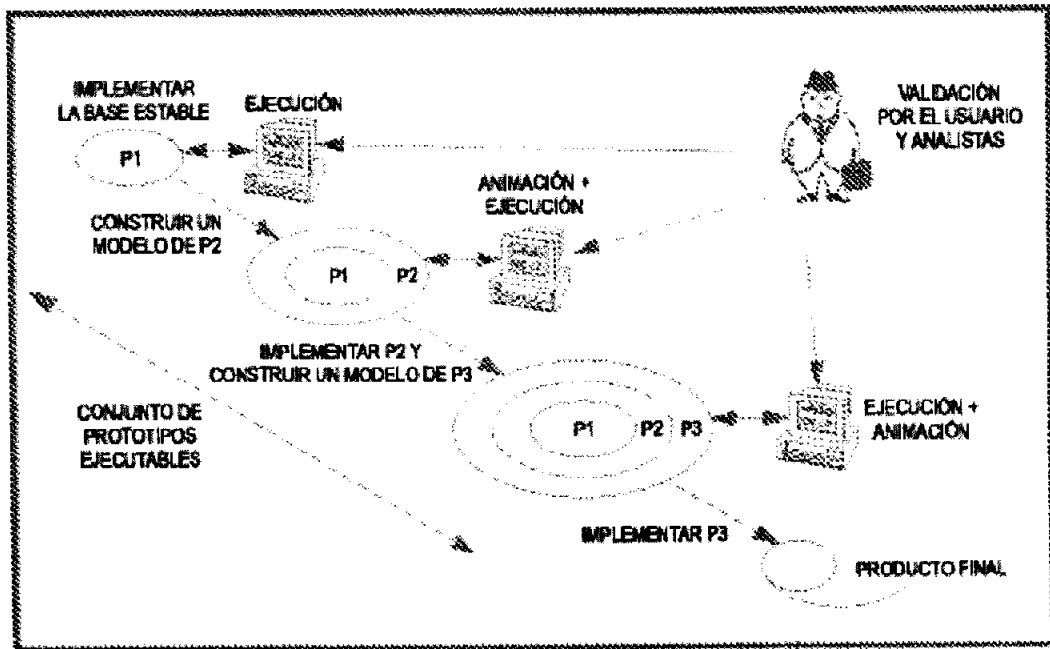 IMPLEMENTAR
LA BASE ESTABLE
EJECUCIÓN
P1
VALIDACIÓN
POR EL USUARIO
Y ANALISTAS
ANIMACIÓN +
EJECUCIÓN
CONSTRUIR UN
MODELO DE P2
P1 P2
IMPLEMENTAR P2 Y
CONSTRUIR UN MODELO DE P3
CONJUNTO DE
PROTOTIPOS
EJECUTABLES
P1 P2 P3
EJECUCIÓN +
ANIMACIÓN
IMPLEMENTAR P3
PRODUCTO FINAL